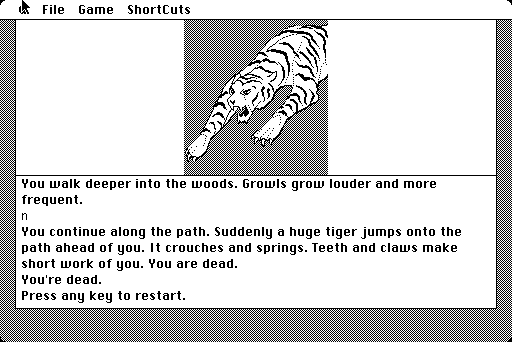 File Game ShortCuts
You walk deeper into the woods. Growls grow louder and more
frequent.
n
You continue along the path. Suddenly a huge tiger jumps onto the
path ahead of you. It crouches and springs. Teeth and claws make
short work of you. You are dead.
You're dead.
Press any key to restart.